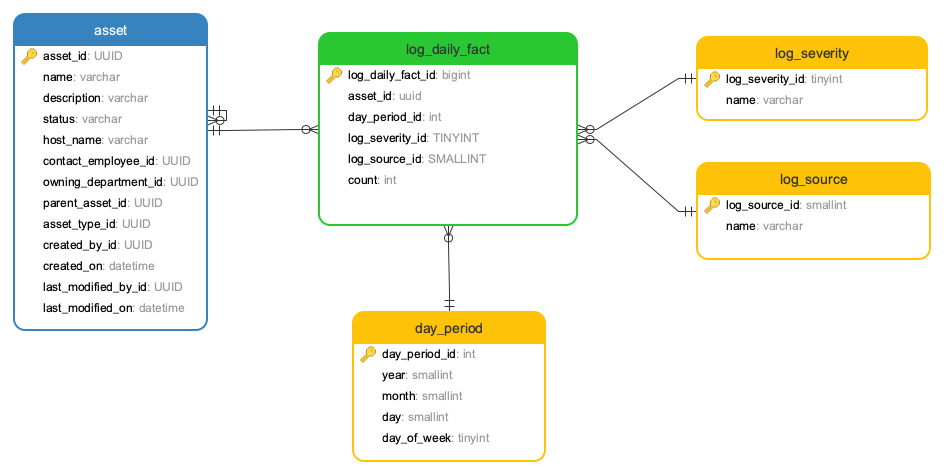 asset
asset_id: UUID
name: varchar
description: varchar
status: varchar
host_name: varchar
contact_employee_id: UUID
owning_department_id: UUID
parent_asset_id: UUID
asset_type_id: UUID
created_by_id: UUID
created_on: datetime
last_modified_by_id: UUID
last_modified_on: datetime
log_daily_fact
log_daily_fact_id: bigint
asset_id: uuid
day_period_id: int
log_severity_id: TINYINT
log_source_id: SMALLINT
count: int
log_severity
log_severity_id: tinyint
name: varchar
log_source
log_source_id: smallint
name: varchar
day_period
day_period_id: int
year: smallint
month: smallint
day: smallint
day_of_week: tinyint